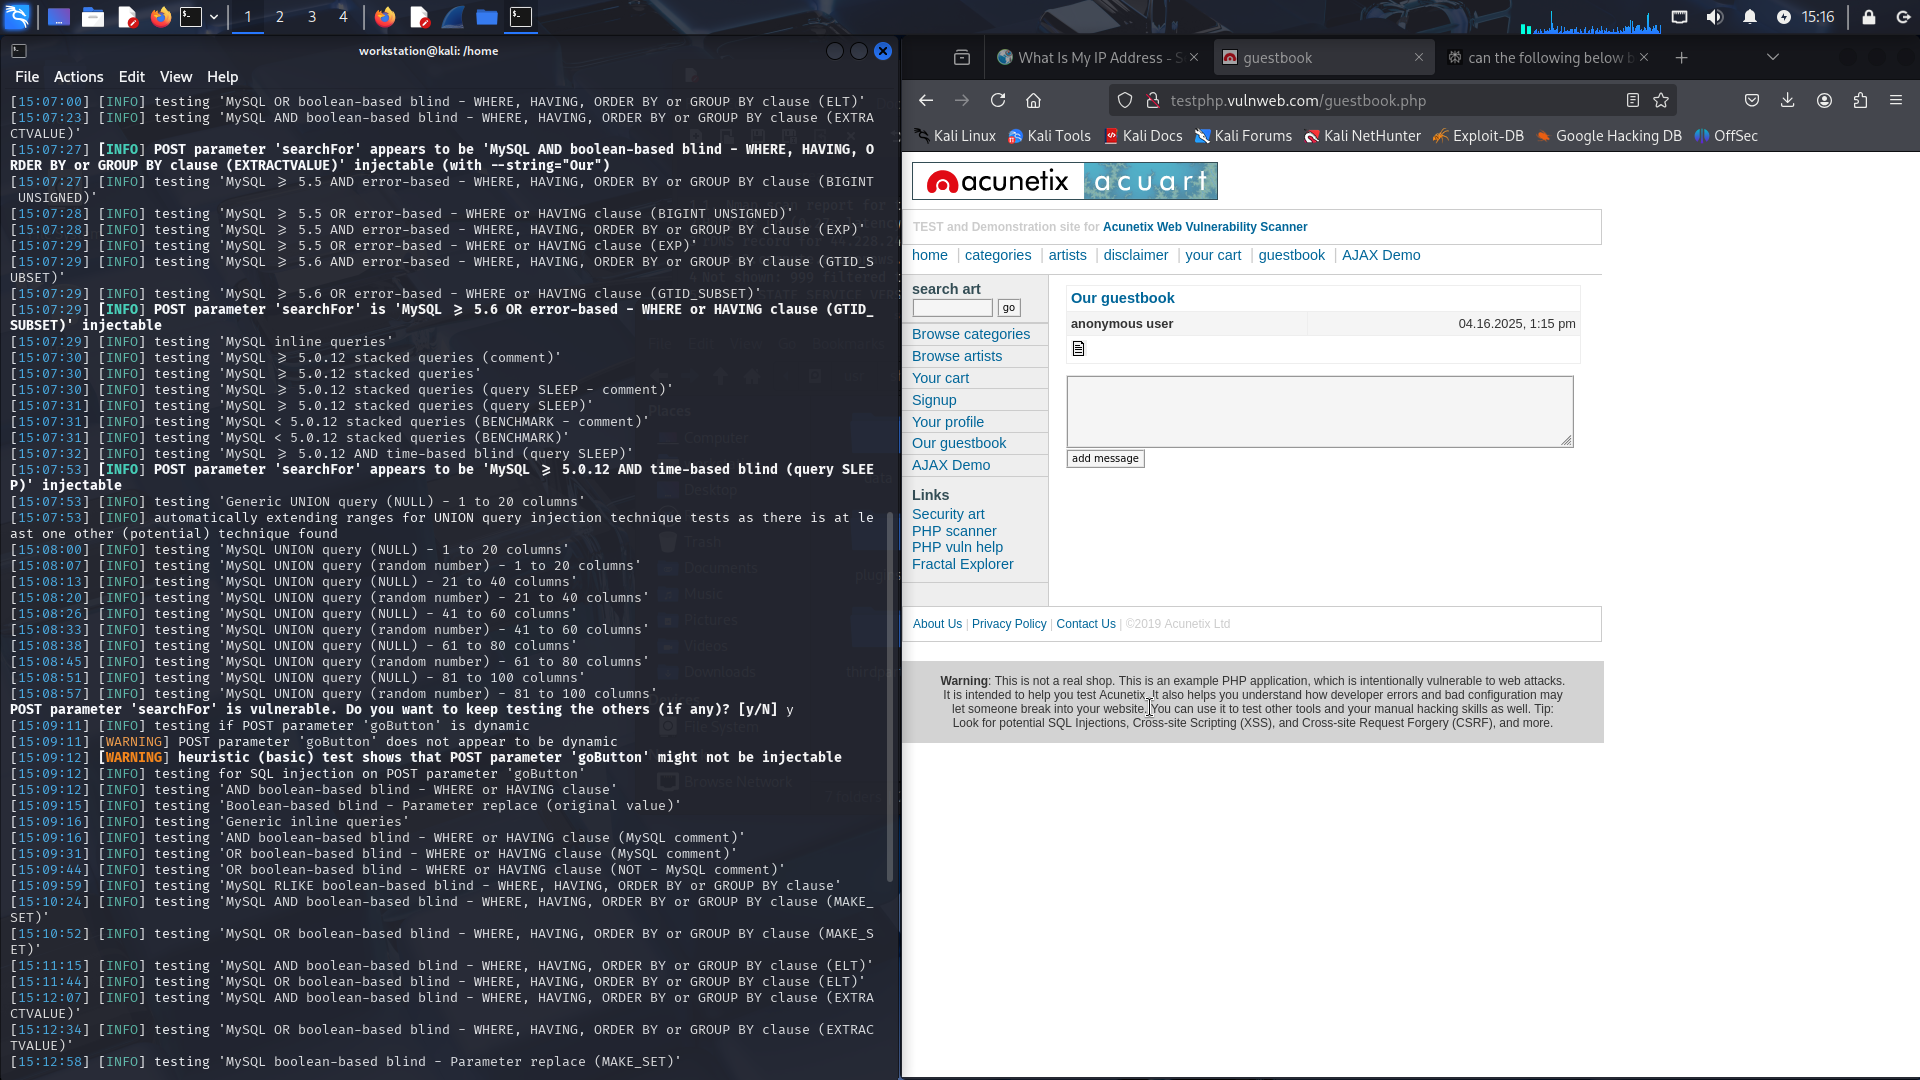 15:16
workstation@kali: /home
File Actions Edit View Help
[15:07:00] [INFO] testing 'MySQL OR boolean-based blind - WHERE, HAVING, ORDER BY or GROUP BY clause (ELT)'
[15:07:23] [INFO] testing 'MySQL AND boolean-based blind - WHERE, HAVING, ORDER BY or GROUP BY clause (EXTRA
CTVALUE)'
[15:07:27] [INFO] POST parameter 'searchFor' appears to be 'MySQL AND boolean-based blind - WHERE, HAVING, O
RDER BY or GROUP BY clause (EXTRACTVALUE)' injectable (with --string="Our")
[15:07:27] [INFO] testing 'MySQL >= 5.5 AND error-based - WHERE, HAVING, ORDER BY or GROUP BY clause (BIGINT
UNSIGNED)'
[15:07:28] [INFO] testing 'MySQL >= 5.5 OR error-based - WHERE or HAVING clause (BIGINT UNSIGNED)'
[15:07:28] [INFO] testing 'MySQL >= 5.5 AND error-based - WHERE, HAVING, ORDER BY or GROUP BY clause (EXP)'
[15:07:29] [INFO] testing 'MySQL >= 5.5 OR error-based - WHERE or HAVING clause (EXP)'
[15:07:29] [INFO] testing 'MySQL >= 5.6 AND error-based - WHERE, HAVING, ORDER BY or GROUP BY clause (GTID_S
UBSET)'
[15:07:29] [INFO] testing 'MySQL >= 5.6 OR error-based - WHERE or HAVING clause (GTID_SUBSET)'
[15:07:29] [INFO] POST parameter 'searchFor' is 'MySQL >= 5.6 OR error-based - WHERE or HAVING clause (GTID_
SUBSET)' injectable
[15:07:29] [INFO] testing 'MySQL inline queries'
[15:07:30] [INFO] testing 'MySQL >= 5.0.12 stacked queries (comment)'
[15:07:30] [INFO] testing 'MySQL >= 5.0.12 stacked queries'
[15:07:30] [INFO] testing 'MySQL >= 5.0.12 stacked queries (query SLEEP - comment)'
[15:07:31] [INFO] testing 'MySQL >= 5.0.12 stacked queries (query SLEEP)'
[15:07:31] [INFO] testing 'MySQL < 5.0.12 stacked queries (BENCHMARK - comment)'
[15:07:31] [INFO] testing 'MySQL < 5.0.12 stacked queries (BENCHMARK)'
[15:07:32] [INFO] testing 'MySQL >= 5.0.12 AND time-based blind (query SLEEP)'
[15:07:53] [INFO] POST parameter 'searchFor' appears to be 'MySQL >= 5.0.12 AND time-based blind (query SLEE
P)' injectable
[15:07:53] [INFO] testing 'Generic UNION query (NULL) - 1 to 20 columns'
[15:07:53] [INFO] automatically extending ranges for UNION query injection technique tests as there is at le
ast one other (potential) technique found
[15:08:00] [INFO] testing 'MySQL UNION query (NULL) - 1 to 20 columns'
[15:08:07] [INFO] testing 'MySQL UNION query (random number) - 1 to 20 columns'
[15:08:13] [INFO] testing 'MySQL UNION query (NULL) - 21 to 40 columns'
[15:08:20] [INFO] testing 'MySQL UNION query (random number) - 21 to 40 columns'
[15:08:26] [INFO] testing 'MySQL UNION query (NULL) - 41 to 60 columns'
[15:08:33] [INFO] testing 'MySQL UNION query (random number) - 41 to 60 columns'
[15:08:38] [INFO] testing 'MySQL UNION query (NULL) - 61 to 80 columns'
[15:08:45] [INFO] testing 'MySQL UNION query (random number) - 61 to 80 columns'
[15:08:51] [INFO] testing 'MySQL UNION query (NULL) - 81 to 100 columns'
[15:08:57] [INFO] testing 'MySQL UNION query (random number) - 81 to 100 columns'
POST parameter 'searchFor' is vulnerable. Do you want to keep testing the others (if any)? [y/N] y
[15:09:11] [INFO] testing if POST parameter 'goButton' is dynamic
[15:09:11] [WARNING] POST parameter 'goButton' does not appear to be dynamic
[15:09:12] [WARNING] heuristic (basic) test shows that POST parameter 'goButton' might not be injectable
[15:09:12] [INFO] testing for SQL injection on POST parameter 'goButton'
[15:09:12] [INFO] testing 'AND boolean-based blind - WHERE or HAVING clause'
[15:09:15] [INFO] testing 'Boolean-based blind - Parameter replace (original value)'
[15:09:16] [INFO] testing 'Generic inline queries'
[15:09:16] [INFO] testing 'AND boolean-based blind - WHERE or HAVING clause (MySQL comment)'
[15:09:31] [INFO] testing 'OR boolean-based blind - WHERE or HAVING clause (MySQL comment)'
[15:09:44] [INFO] testing 'OR boolean-based blind - WHERE or HAVING clause (NOT - MySQL comment)'
[15:09:59] [INFO] testing 'MySQL RLIKE boolean-based blind - WHERE, HAVING, ORDER BY or GROUP BY clause'
[15:10:24] [INFO] testing 'MySQL AND boolean-based blind - WHERE, HAVING, ORDER BY or GROUP BY clause (MAKE_
SET)'
[15:10:52] [INFO] testing 'MySQL OR boolean-based blind - WHERE, HAVING, ORDER BY or GROUP BY clause (MAKE_S
ET)'
[15:11:15] [INFO] testing 'MySQL AND boolean-based blind - WHERE, HAVING, ORDER BY or GROUP BY clause (ELT)'
[15:11:44] [INFO] testing 'MySQL OR boolean-based blind - WHERE, HAVING, ORDER BY or GROUP BY clause (ELT)'
[15:12:07] [INFO] testing 'MySQL AND boolean-based blind - WHERE, HAVING, ORDER BY or GROUP BY clause (EXTRA
CTVALUE)'
[15:12:34] [INFO] testing 'MySQL OR boolean-based blind - WHERE, HAVING, ORDER BY or GROUP BY clause (EXTRAC
TVALUE)'
[15:12:58] [INFO] testing 'MySQL boolean-based blind - Parameter replace (MAKE_SET)'
1 2 3 4
What Is My IP Address - S
guestbook
can the following below b
testphp.vulnweb.com/guestbook.php
Kali Linux Kali Tools Kali Docs Kali Forums Kali NetHunter Exploit-DB Google Hacking DB OffSec
acunetix acuart
TEST and Demonstration site for Acunetix Web Vulnerability Scanner
home | categories | artists | disclaimer | your cart | guestbook | AJAX Demo
search art
go
Browse categories
Browse artists
Your cart
Signup
Your profile
Our guestbook
AJAX Demo
Links
Security art
PHP scanner
PHP vuln help
Fractal Explorer
Our guestbook
anonymous user 04.16.2025, 1:15 pm
add message
About Us | Privacy Policy | Contact Us | ©2019 Acunetix Ltd
Warning: This is not a real shop. This is an example PHP application, which is intentionally vulnerable to web attacks.
It is intended to help you test Acunetix. It also helps you understand how developer errors and bad configuration may
let someone break into your website. You can use it to test other tools and your manual hacking skills as well. Tip:
Look for potential SQL Injections, Cross-site Scripting (XSS), and Cross-site Request Forgery (CSRF), and more.